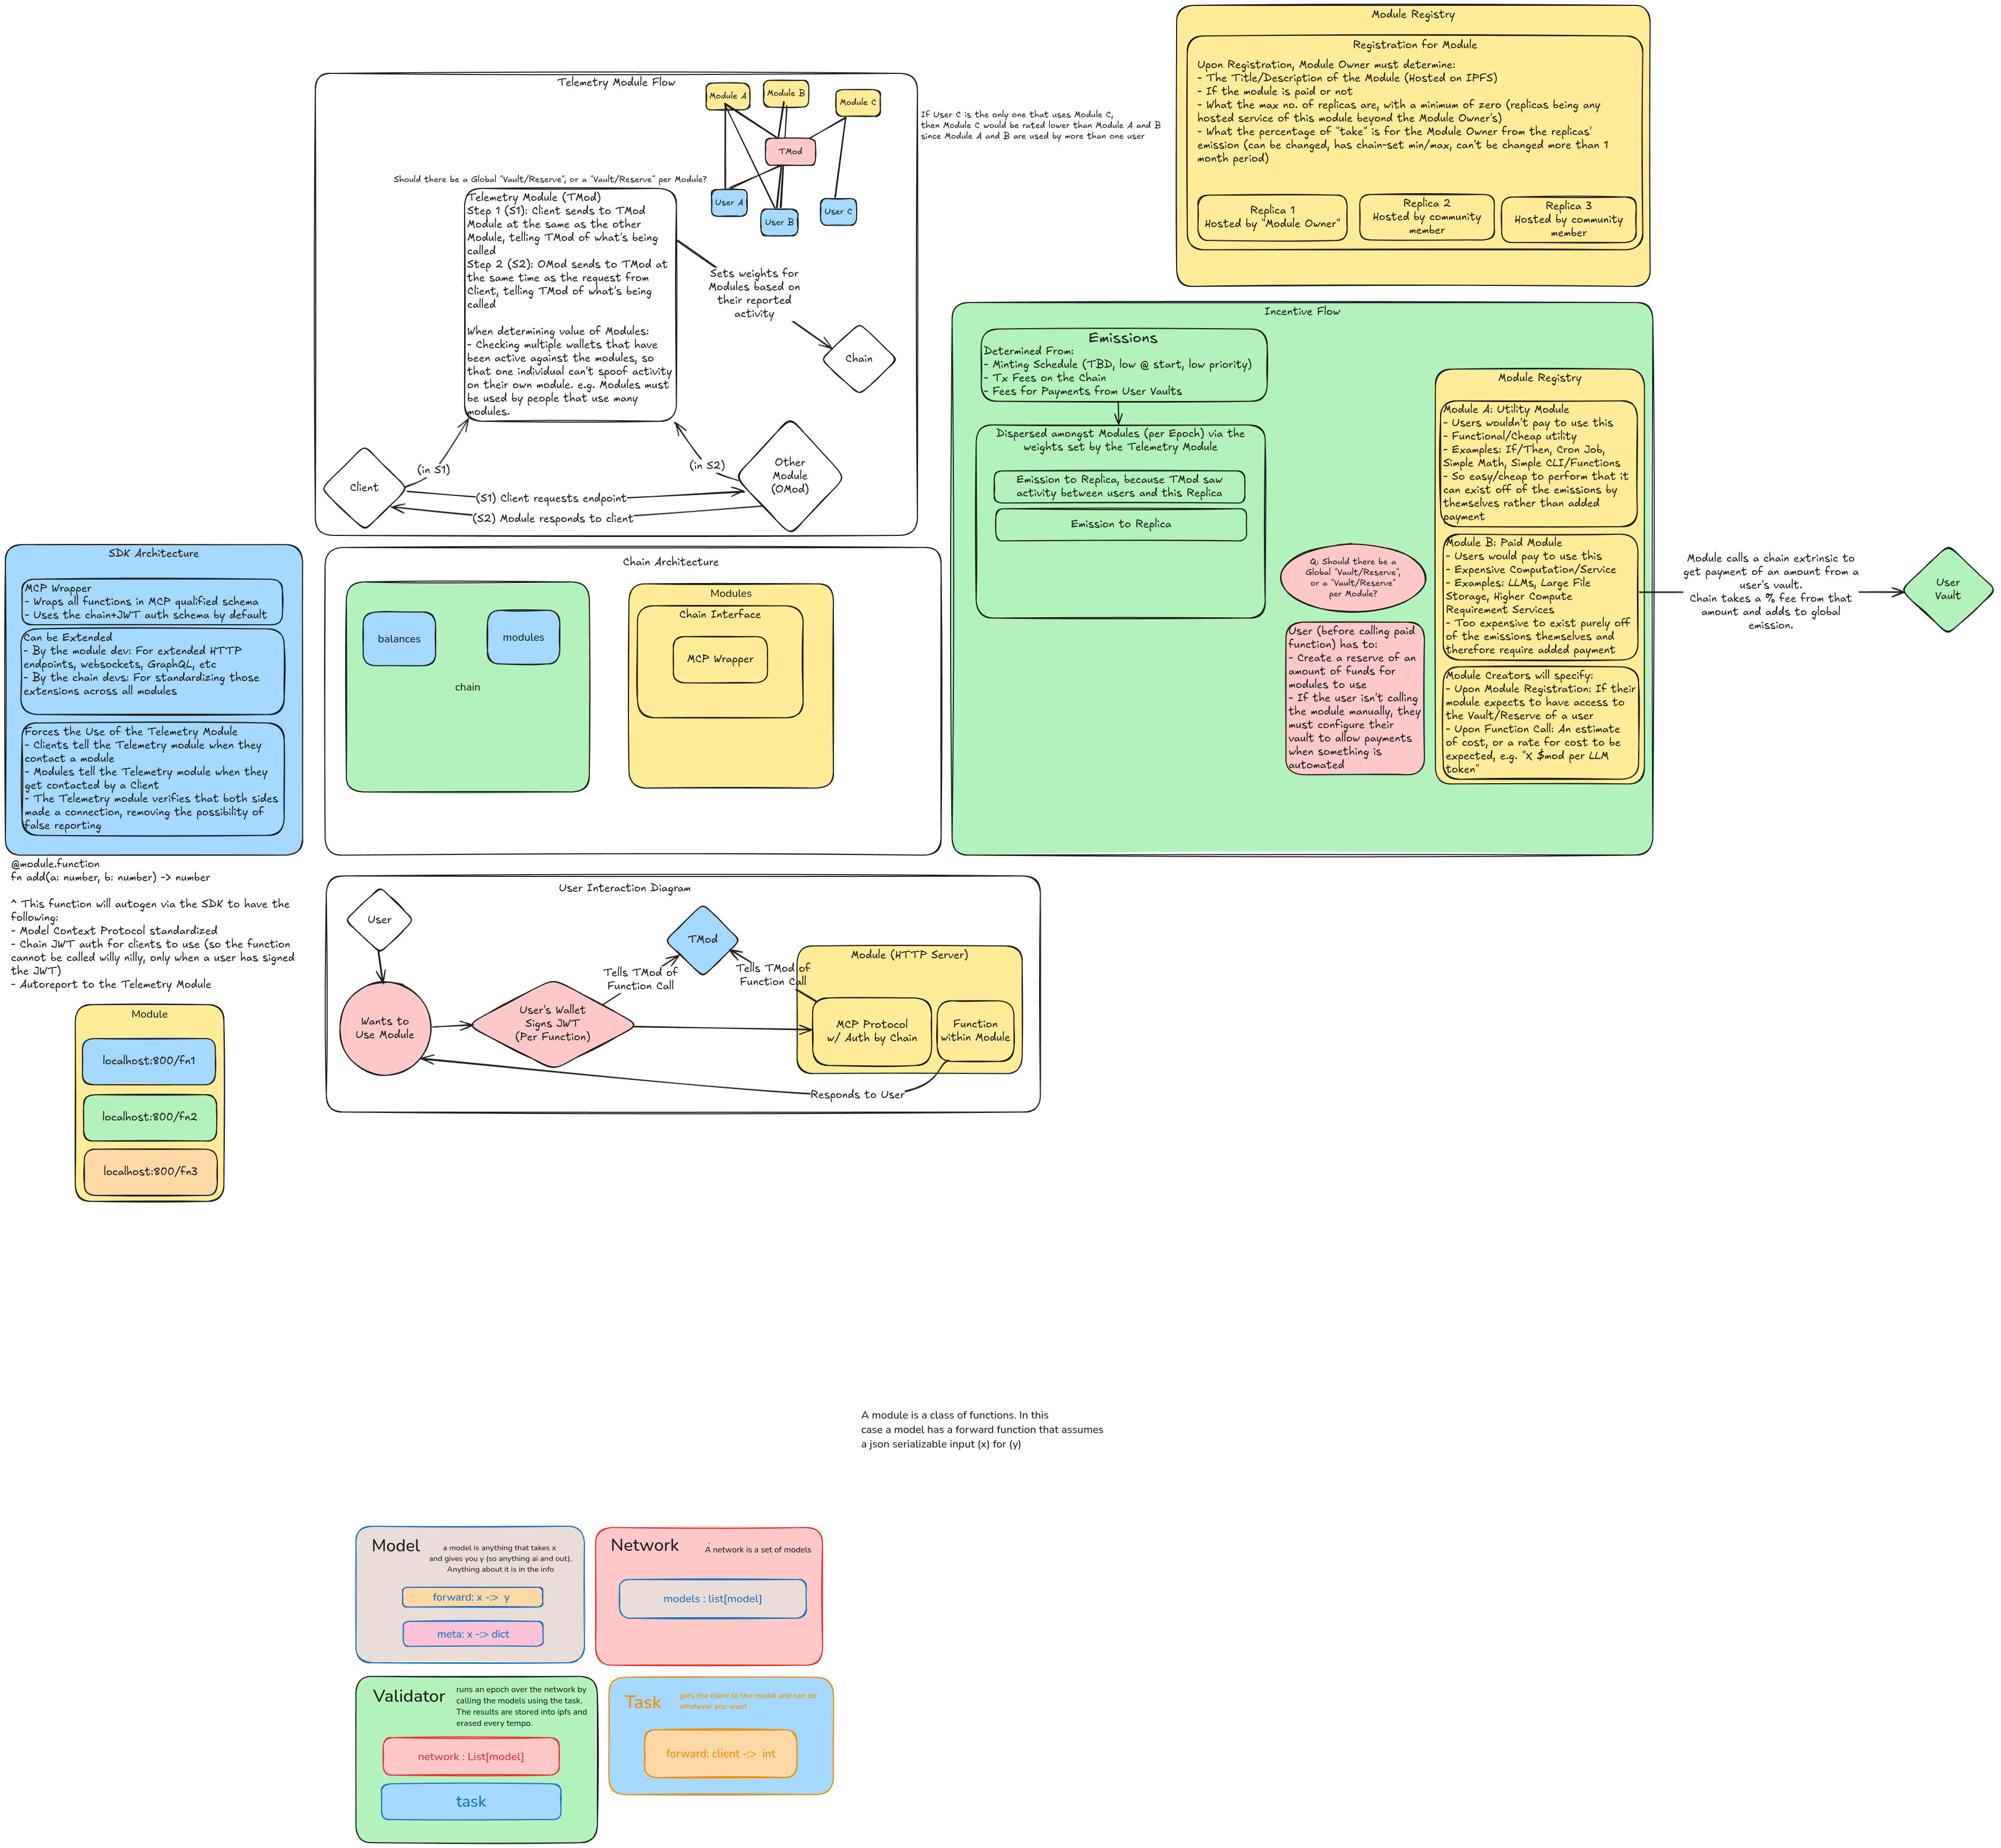 Module Registry
Registration for Module
Upon Registration, Module Owner must determine:
- The Title/Description of the Module (Hosted on IPFS)
- If the module is paid or not
- What the max no. of replicas are, with a minimum of zero (replicas being any
hosted service of this module beyond the Module Owner's)
- What the percentage of "take" is for the Module Owner from the replicas'
emission (can be changed, has chain-set min/max, can't be changed more than 1
month period)
Replica 1
Hosted by "Module Owner"
Replica 2
Hosted by community
member
Replica 3
Hosted by community
member
Telemetry Module Flow
Module A
Module B
Module C
TMod
User A
User B
User C
If User C is the only one that uses Module C,
then Module C would be rated lower than Module A and B
since Module A and B are used by more than one user
Should there be a Global "Vault/Reserve", or a "Vault/Reserve" per Module?
Telemetry Module (TMod)
Step 1 (S1): Client sends to TMod
Module at the same as the other
Module, telling TMod of what's being
called
Step 2 (S2): OMod sends to TMod at
the same time as the request from
Client, telling TMod of what's being
called
When determining value of Modules:
- Checking multiple wallets that have
been active against the modules, so
that one individual can't spoof activity
on their own module. e.g. Modules must
be used by people that use many
modules.
Sets weights for
Modules based on
their reported
activity
Chain
(in S1)
(in S2)
Client
Other
Module
(OMod)
(S1) Client requests endpoint
(S2) Module responds to client
Incentive Flow
Emissions
Determined From:
- Minting Schedule (TBD, low @ start, low priority)
- Tx Fees on the Chain
- Fees for Payments from User Vaults
Dispersed amongst Modules (per Epoch) via the
weights set by the Telemetry Module
Emission to Replica, because TMod saw
activity between users and this Replica
Emission to Replica
Q: Should there be a
Global "Vault/Reserve",
or a "Vault/Reserve"
per Module?
User (before calling paid
function) has to:
- Create a reserve of an
amount of funds for
modules to use
- If the user isn't calling
the module manually, they
must configure their
vault to allow payments
when something is
automated
Module Registry
Module A: Utility Module
- Users wouldn't pay to use this
- Functional/Cheap utility
- Examples: If/Then, Cron Job,
Simple Math, Simple CLI/Functions
- So easy/cheap to perform that it
can exist off of the emissions by
themselves rather than added
payment
Module B: Paid Module
- Users would pay to use this
- Expensive Computation/Service
- Examples: LLMs, Large File
Storage, Higher Compute
Requirement Services
- Too expensive to exist purely off
of the emissions themselves and
therefore require added payment
Module Creators will specify:
- Upon Module Registration: If their
module expects to have access to
the Vault/Reserve of a user
- Upon Function Call: An estimate
of cost, or a rate for cost to be
expected, e.g. "X $mod per LLM
token"
Module calls a chain extrinsic to
get payment of an amount from a
user's vault.
Chain takes a % fee from that
amount and adds to global
emission.
User
Vault
SDK Architecture
MCP Wrapper
- Wraps all functions in MCP qualified schema
- Uses the chain+JWT auth schema by default
Can be Extended
- By the module dev: For extended HTTP
endpoints, websockets, GraphQL, etc
- By the chain devs: For standardizing those
extensions across all modules
Forces the Use of the Telemetry Module
- Clients tell the Telemetry module when they
contact a module
- Modules tell the Telemetry module when they
get contacted by a Client
- The Telemetry module verifies that both sides
made a connection, removing the possibility of
false reporting
@module.function
fn add(a: number, b: number) -> number
^ This function will autogen via the SDK to have the
following:
- Model Context Protocol standardized
- Chain JWT auth for clients to use (so the function
cannot be called willy nilly, only when a user has signed
the JWT)
- Autoreport to the Telemetry Module
Module
localhost:800/fn1
localhost:800/fn2
localhost:800/fn3
Chain Architecture
balances
modules
chain
Modules
Chain Interface
MCP Wrapper
User Interaction Diagram
User
Wants to
Use Module
User's Wallet
Signs JWT
(Per Function)
TMod
Tells TMod of
Function Call
Tells TMod of
Function Call
Module (HTTP Server)
MCP Protocol
w/ Auth by Chain
Function
within Module
Responds to User
A module is a class of functions. In this
case a model has a forward function that assumes
a json serializable input (x) for (y)
Model
a model is anything that takes x
and gives you y (so anything ai and out).
Anything about it is in the info
forward: x -:> y
meta: x -:> dict
Network
A network is a set of models
models : list[model]
Validator
runs an epoch over the network by
calling the models using the task.
The results are stored into ipfs and
erased every tempo.
network : List[model]
task
Task
gets the client to the model and can do
whatever you want
forward: client -:> int